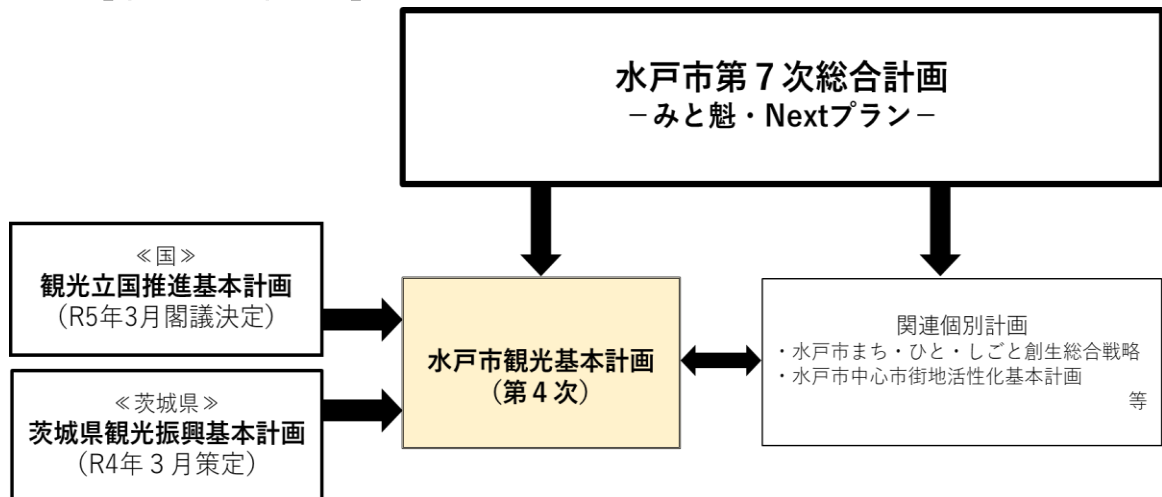 水戸市第７次総合計画
－みと魁・Nextプラン－
≪国≫
観光立国推進基本計画
（R5年3月閣議決定）
≪茨城県≫
茨城県観光振興基本計画
（R4年３月策定）
水戸市観光基本計画
（第４次）
関連個別計画
・水戸市まち・ひと・しごと創生総合戦略
・水戸市中心市街地活性化基本計画
等